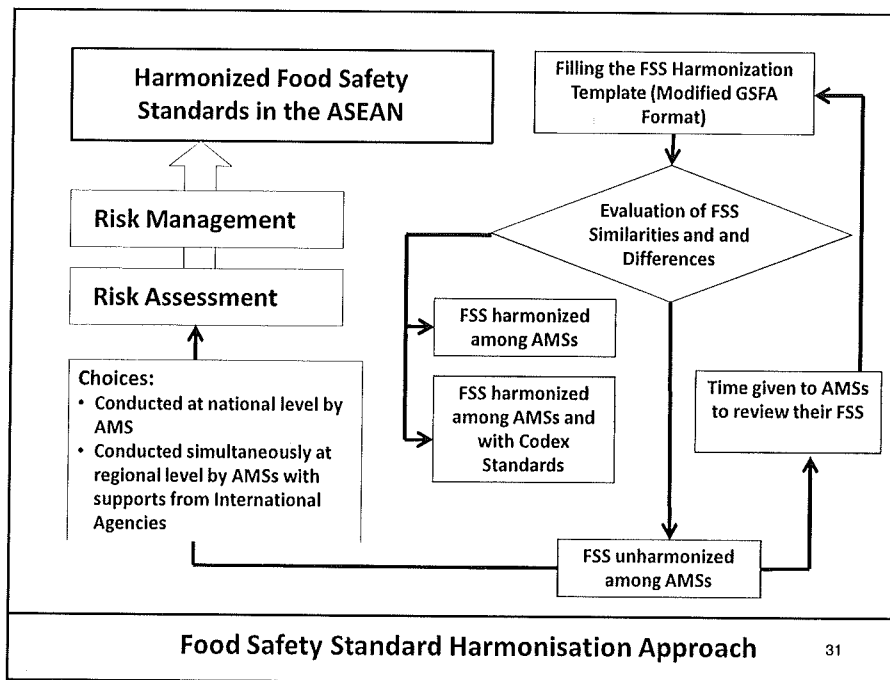 Harmonized Food Safety
Standards in the ASEAN
Risk Management
Risk Assessment
Choices:
• Conducted at national level by
AMS
• Conducted simultaneously at
regional level by AMSs with
supports from International
Agencies
Filling the FSS Harmonization
Template (Modified GSFA
Format)
Evaluation of FSS
Similarities and and
Differences
FSS harmonized
among AMSs
FSS harmonized
among AMSs and
with Codex
Standards
Time given to AMSs
to review their FSS
FSS unharmonized
among AMSs
Food Safety Standard Harmonisation Approach
31